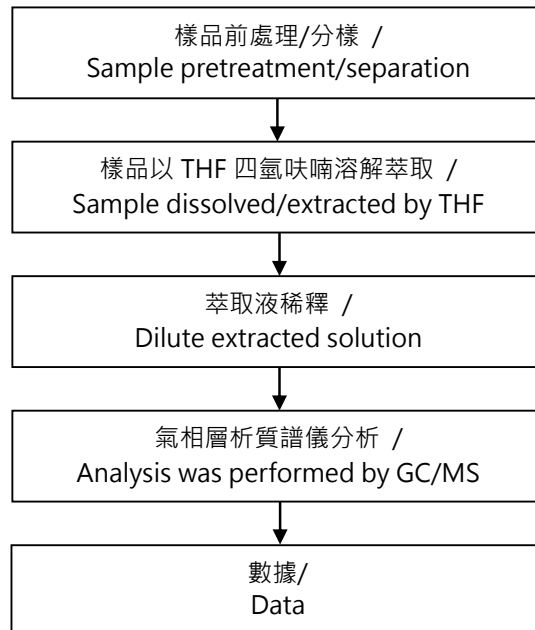 樣品前處理/分樣 /
Sample pretreatment/separation
樣品以 THF 四氫呋喃溶解萃取 /
Sample dissolved/extracted by THF
萃取液稀釋 /
Dilute extracted solution
氣相層析質譜儀分析 /
Analysis was performed by GC/MS
數據/
Data